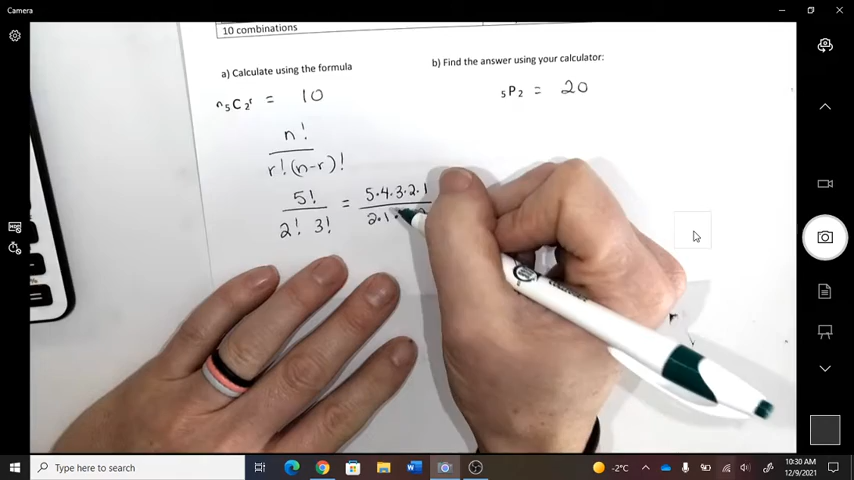 Camera
10 combinations
a) Calculate using the formula
b) Find the answer using your calculator:
n 5C2 r = 10
5P2 = 20
n!
r!(n-r)!
5! = 5·4·3·2·1
2! 3! 2·1·
Type here to search
-2°C
10:30 AM
12/9/2021